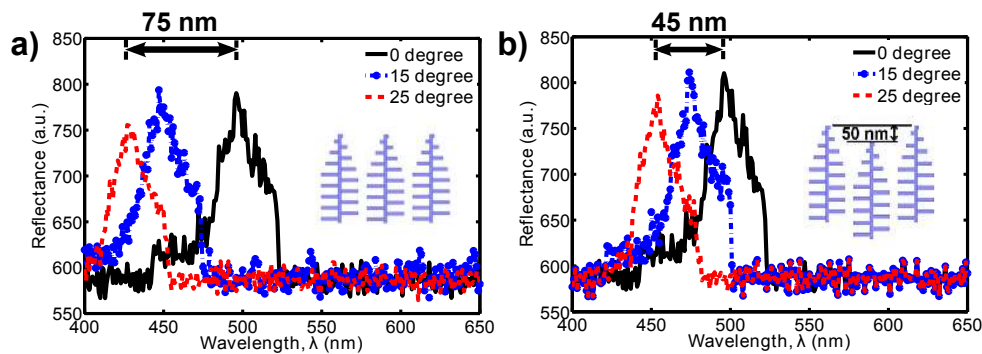 a)
75 nm
850
800
750
700
650
600
550
Reflectance (a.u.)
0 degree
15 degree
25 degree
400
450
500
550
600
650
Wavelength, λ (nm)
b)
45 nm
850
800
750
700
650
600
550
Reflectance (a.u.)
0 degree
15 degree
25 degree
50 nm
400
450
500
550
600
650
Wavelength, λ (nm)